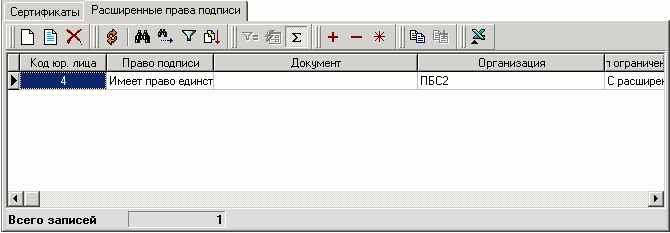 Сертификаты Расширенные права подписи
Код юр. лица Право подписи Документ Организация п ограничен
4 Имеет право единст ПБС2 С расширен
Всего записей 1